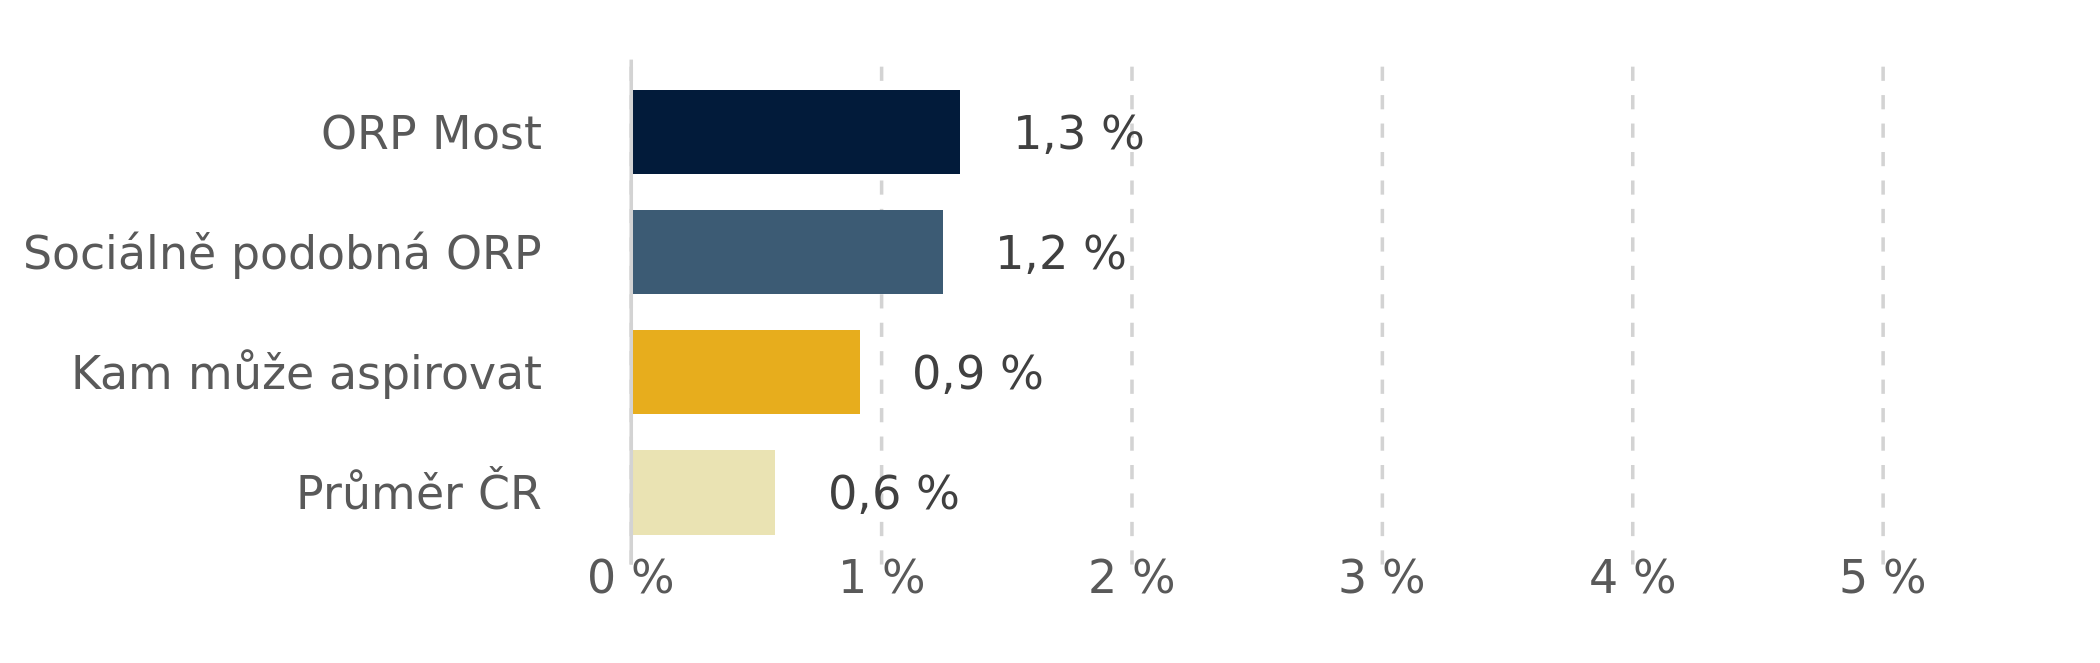 ORP Most 1,3 %
Sociálně podobná ORP 1,2 %
Kam může aspirovat 0,9 %
Průměr ČR 0,6 %
0 % 1 % 2 % 3 % 4 % 5 %